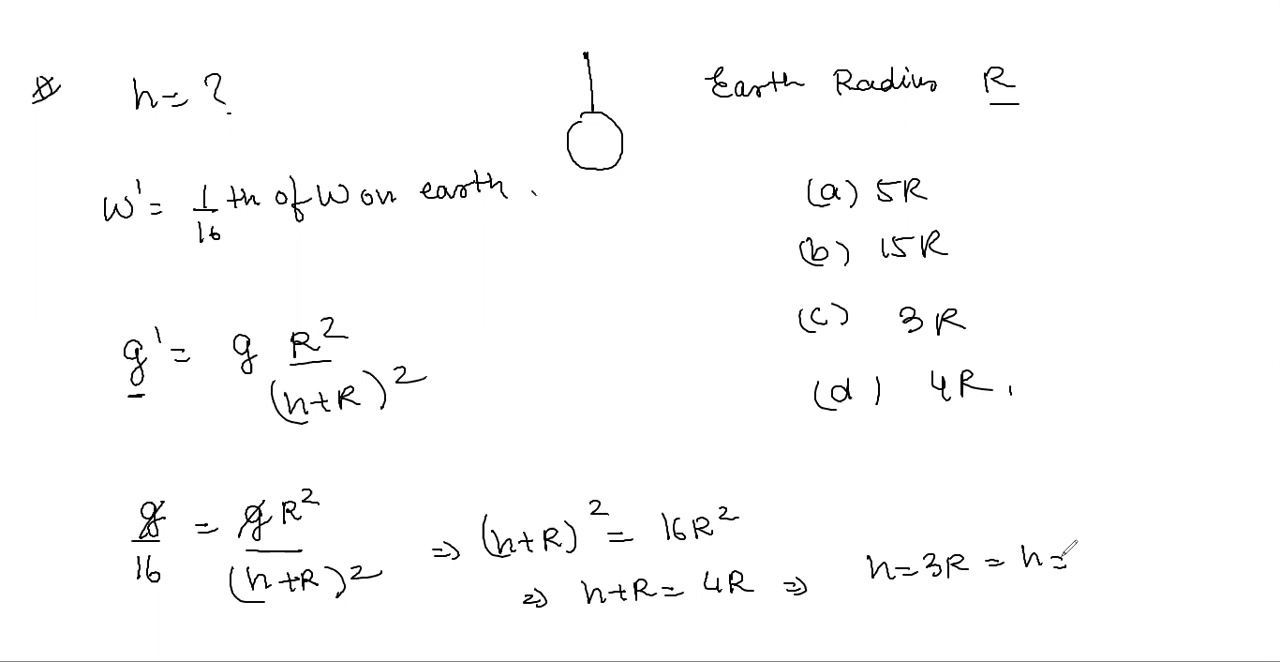 h = ?
Earth Radius R
w' = 1/16 th of W on earth.
(a) 5R
(b) 15R
(c) 3R
(d) 4R.
g' = g R²/(h+R)²
g/16 = gR²/(h+R)² ⇒ (h+R)² = 16R²
⇒ h+R = 4R ⇒ h = 3R = h =